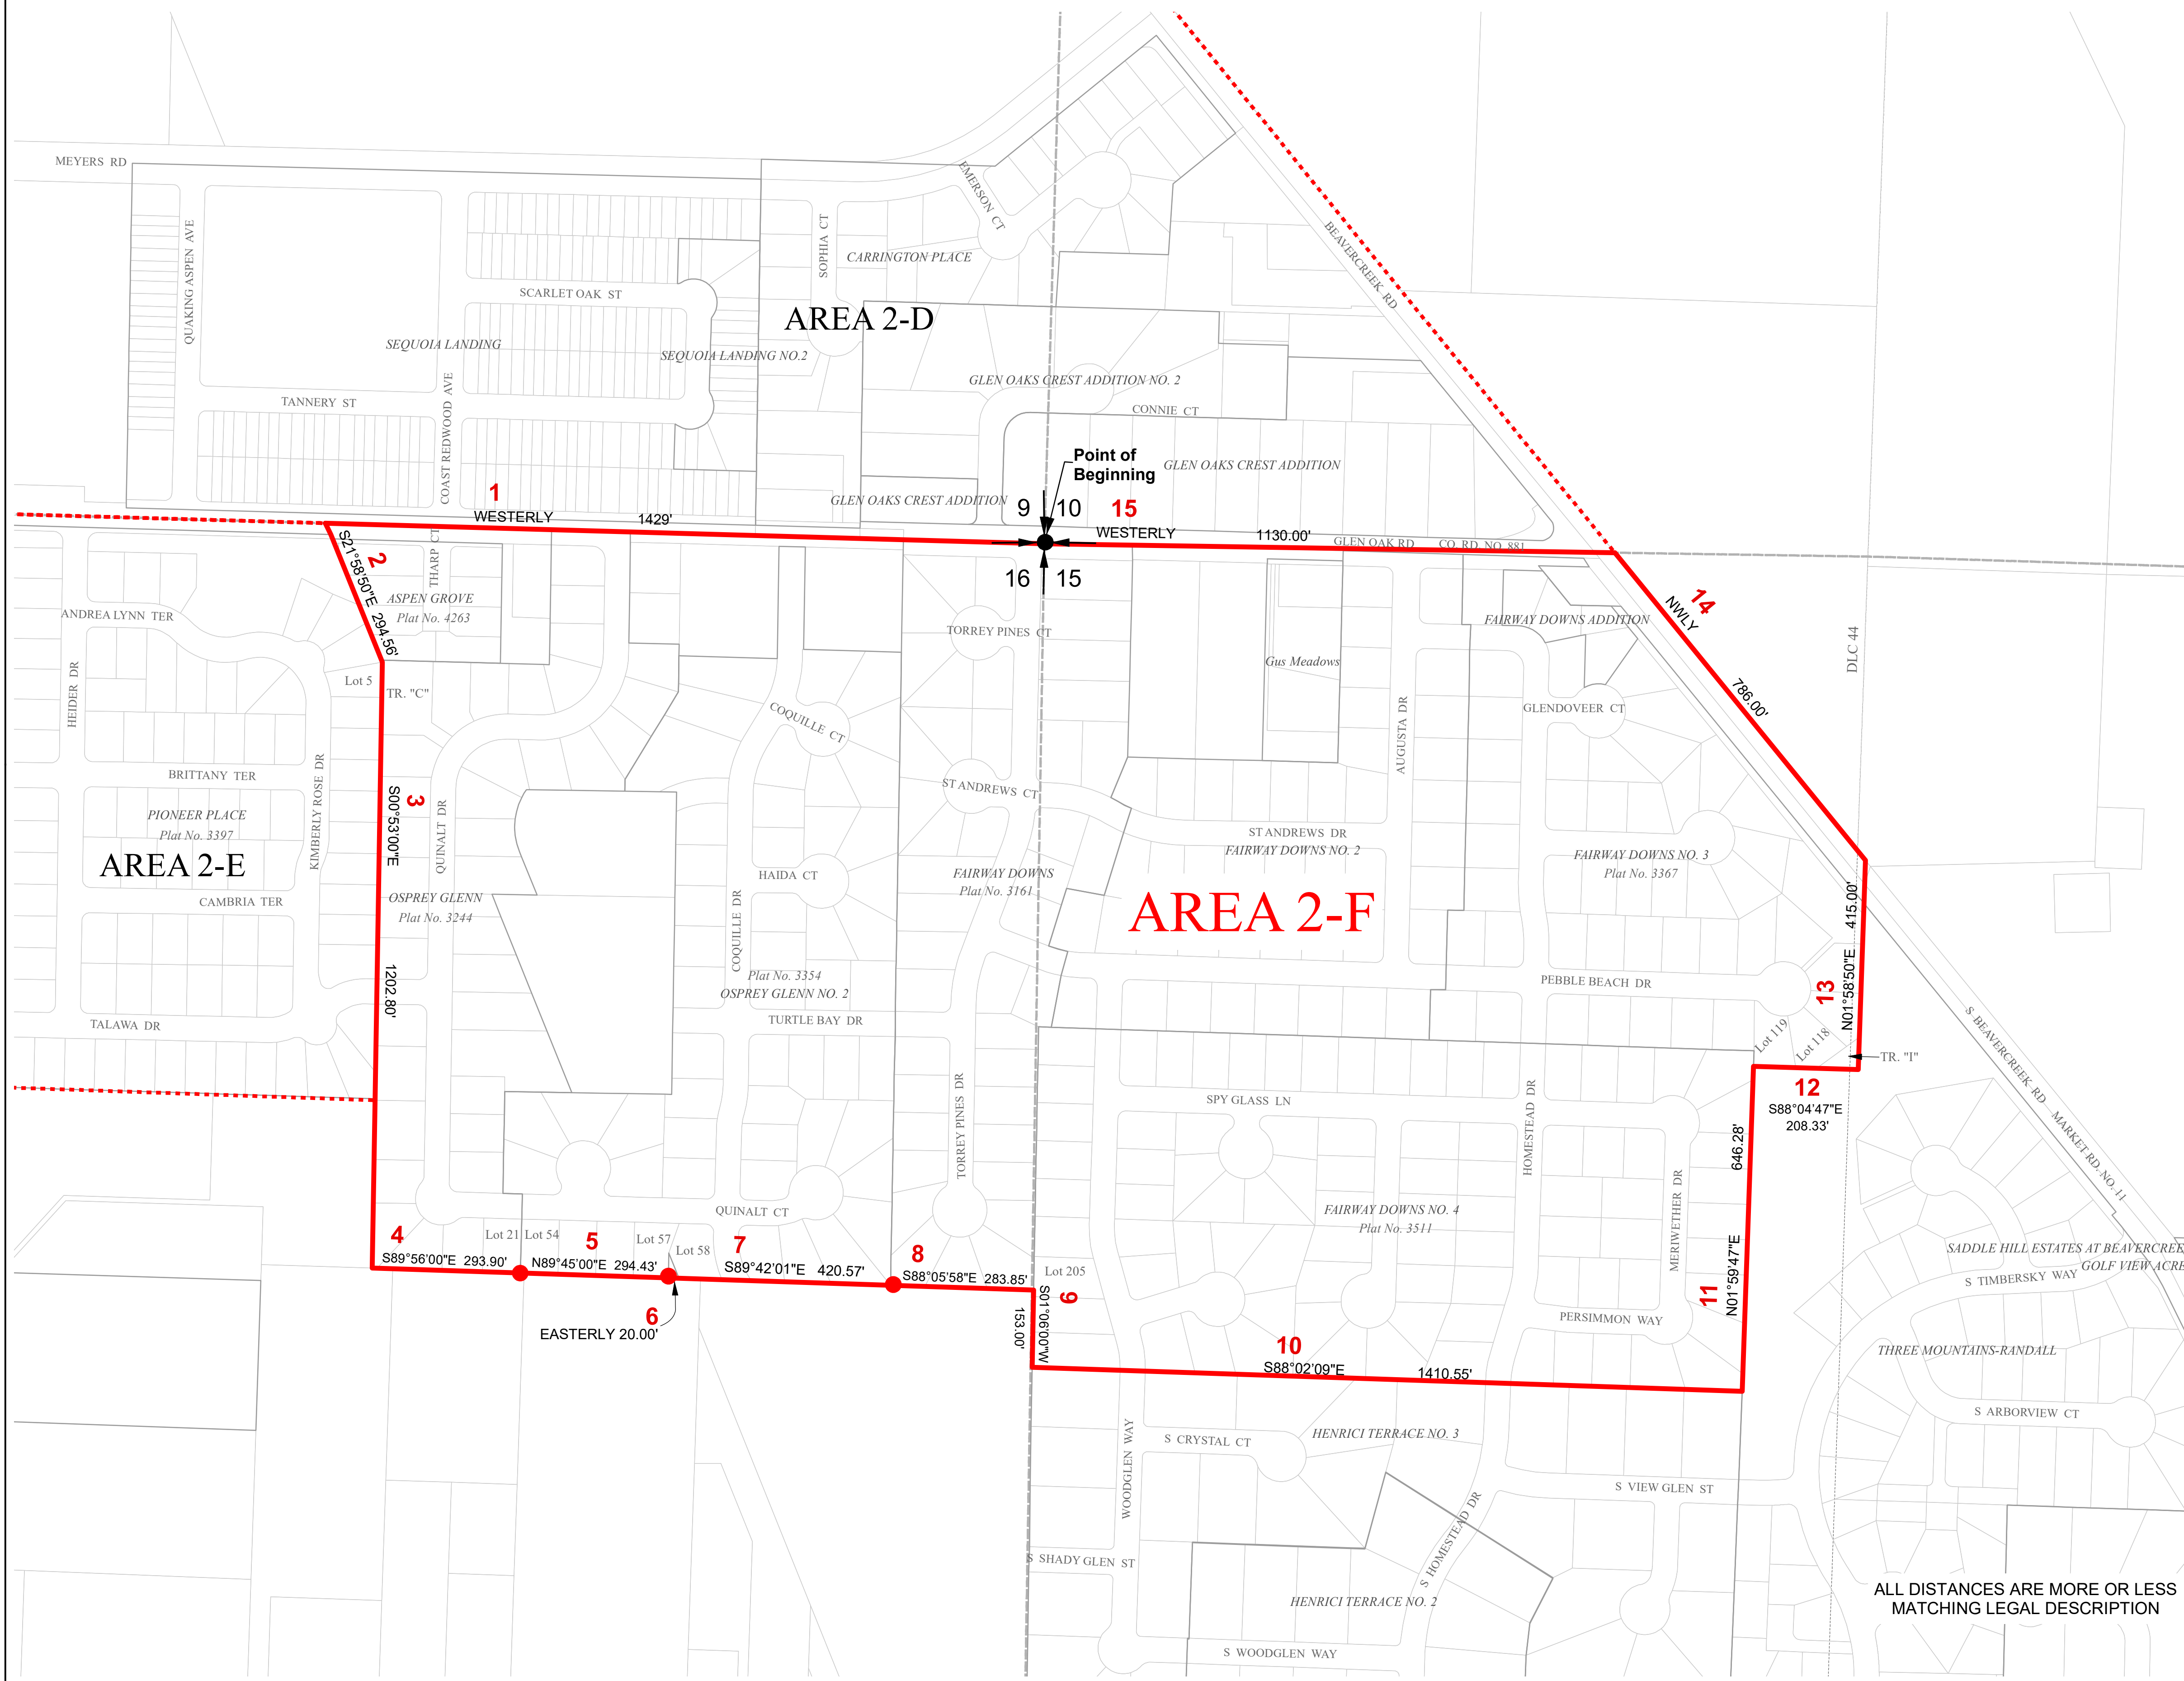 MEYERS RD
QUAKING ASPEN AVE
SCARLET OAK ST
SEQUOIA LANDING
SEQUOIA LANDING NO.2
TANNERY ST
COAST REDWOOD AVE
SOPHIA CT
EMERSON CT
CARRINGTON PLACE
AREA 2-D
BEAVERCREEK RD
GLEN OAKS CREST ADDITION NO. 2
CONNIE CT
Point of
Beginning
GLEN OAKS CREST ADDITION
GLEN OAKS CREST ADDITION
9 10
16 15
1
WESTERLY 1429'
15
WESTERLY 1130.00'
GLEN OAK RD CO. RD. NO. 881
2
S21°58'50"E 294.56'
THARP CT
ASPEN GROVE
Plat No. 4263
ANDREA LYNN TER
HEIDER DR
Lot 5
TR. "C"
BRITTANY TER
KIMBERLY ROSE DR
PIONEER PLACE
Plat No. 3397
AREA 2-E
CAMBRIA TER
TALAWA DR
3
S00°53'00"E
1202.80'
QUINALT DR
OSPREY GLENN
Plat No. 3244
COQUILLE CT
HAIDA CT
COQUILLE DR
Plat No. 3354
OSPREY GLENN NO. 2
TURTLE BAY DR
TORREY PINES CT
ST ANDREWS CT
FAIRWAY DOWNS
Plat No. 3161
TORREY PINES DR
Gus Meadows
AUGUSTA DR
ST ANDREWS DR
FAIRWAY DOWNS NO. 2
AREA 2-F
FAIRWAY DOWNS ADDITION
GLENDOVEER CT
FAIRWAY DOWNS NO. 3
Plat No. 3367
PEBBLE BEACH DR
14
NWLY
786.00'
DLC 44
13
N01°58'50"E 415.00'
Lot 119
Lot 118
TR. "I"
12
S88°04'47"E
208.33'
S BEAVERCREEK RD MARKET RD. NO. 11
SPY GLASS LN
HOMESTEAD DR
MERIWETHER DR
FAIRWAY DOWNS NO. 4
Plat No. 3511
PERSIMMON WAY
11
N01°59'47"E
646.28'
QUINALT CT
4
S89°56'00"E 293.90'
Lot 21
Lot 54
5
N89°45'00"E 294.43'
Lot 57
Lot 58
6
EASTERLY 20.00'
7
S89°42'01"E 420.57'
8
S88°05'58"E 283.85'
Lot 205
9
S01°06'00"W
153.00'
10
S88°02'09"E 1410.55'
SADDLE HILL ESTATES AT BEAVERCREE
GOLF VIEW ACRE
S TIMBERSKY WAY
THREE MOUNTAINS-RANDALL
S ARBORVIEW CT
WOODGLEN WAY
S CRYSTAL CT
HENRICI TERRACE NO. 3
S VIEW GLEN ST
S HOMESTEAD DR
S SHADY GLEN ST
HENRICI TERRACE NO. 2
S WOODGLEN WAY
ALL DISTANCES ARE MORE OR LESS
MATCHING LEGAL DESCRIPTION